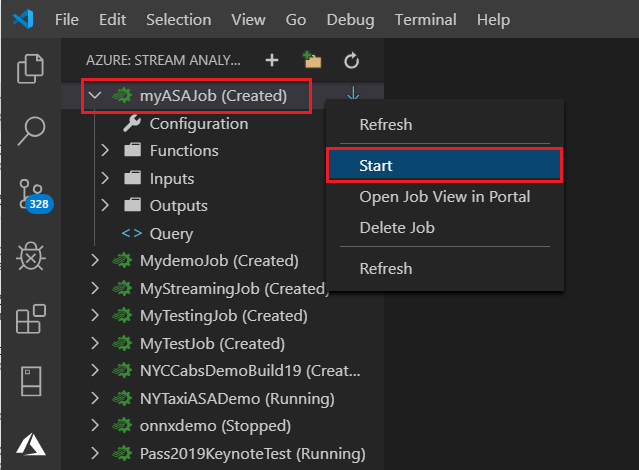 File Edit Selection View Go Debug Terminal Help
AZURE: STREAM ANALY...
myASAJob (Created)
Configuration
Functions
Inputs
Outputs
<> Query
MydemoJob (Created)
MyStreamingJob (Created)
MyTestingJob (Created)
MyTestJob (Created)
NYCCabsDemoBuild19 (Creat...
NYTaxiASADemo (Running)
onnxdemo (Stopped)
Pass2019KeynoteTest (Running)
328
Refresh
Start
Open Job View in Portal
Delete Job
Refresh